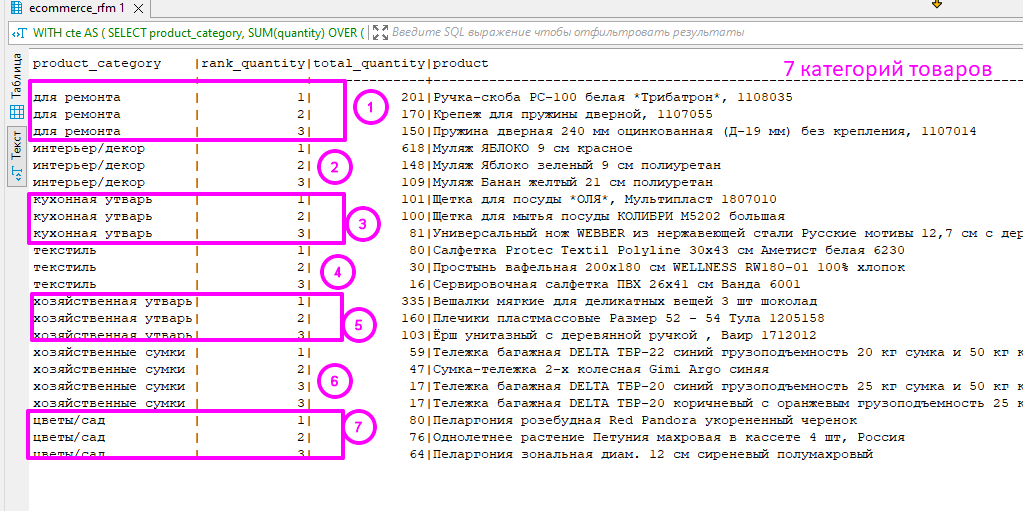 ecommerce_rfm 1
WITH cte AS ( SELECT product_category, SUM(quantity) OVER ( Введите SQL выражение чтобы отфильтровать результаты
Таблица
Текст
product_category |rank_quantity|total_quantity|product
7 категорий товаров
для ремонта | 1| 201|Ручка-скоба РС-100 белая *Трибатрон*, 1108035
для ремонта | 2| 170|Крепеж для пружины дверной, 1107055
для ремонта | 3| 150|Пружина дверная 240 мм оцинкованная (Д-19 мм) без крепления, 1107014
1
интерьер/декор | 1| 618|Муляж ЯБЛОКО 9 см красное
интерьер/декор | 2| 148|Муляж Яблоко зеленый 9 см полиуретан
интерьер/декор | 3| 109|Муляж Банан желтый 21 см полиуретан
2
кухонная утварь | 1| 101|Щетка для посуды *ОЛЯ*, Мультипласт 1807010
кухонная утварь | 2| 100|Щетка для мытья посуды КОЛИБРИ М5202 большая
кухонная утварь | 3| 81|Универсальный нож WEBBER из нержавеющей стали Русские мотивы 12,7 см с дер
3
текстиль | 1| 80|Салфетка Protec Textil Polyline 30х43 см Аметист белая 6230
текстиль | 2| 30|Простынь вафельная 200х180 см WELLNESS RW180-01 100% хлопок
текстиль | 3| 16|Сервировочная салфетка ПВХ 26х41 см Ванда 6001
4
хозяйственная утварь| 1| 335|Вешалки мягкие для деликатных вещей 3 шт шоколад
хозяйственная утварь| 2| 160|Плечики пластмассовые Размер 52 - 54 Тула 1205158
хозяйственная утварь| 3| 103|Ёрш унитазный с деревянной ручкой , Ваир 1712012
5
хозяйственные сумки | 1| 59|Тележка багажная DELTA ТБР-22 синий грузоподъемность 20 кг сумка и 50 кг к
хозяйственные сумки | 2| 47|Сумка-тележка 2-х колесная Gimi Argo синяя
хозяйственные сумки | 3| 17|Тележка багажная DELTA ТБР-20 синий грузоподъемность 25 кг сумка и 50 кг к
хозяйственные сумки | 3| 17|Тележка багажная DELTA ТБР-20 коричневый с оранжевым грузоподъемность 25 к
6
цветы/сад | 1| 80|Пеларгония розебудная Red Pandora укорененный черенок
цветы/сад | 2| 76|Однолетнее растение Петуния махровая в кассете 4 шт, Россия
цветы/сад | 3| 64|Пеларгония зональная диам. 12 см сиреневый полумахровый
7